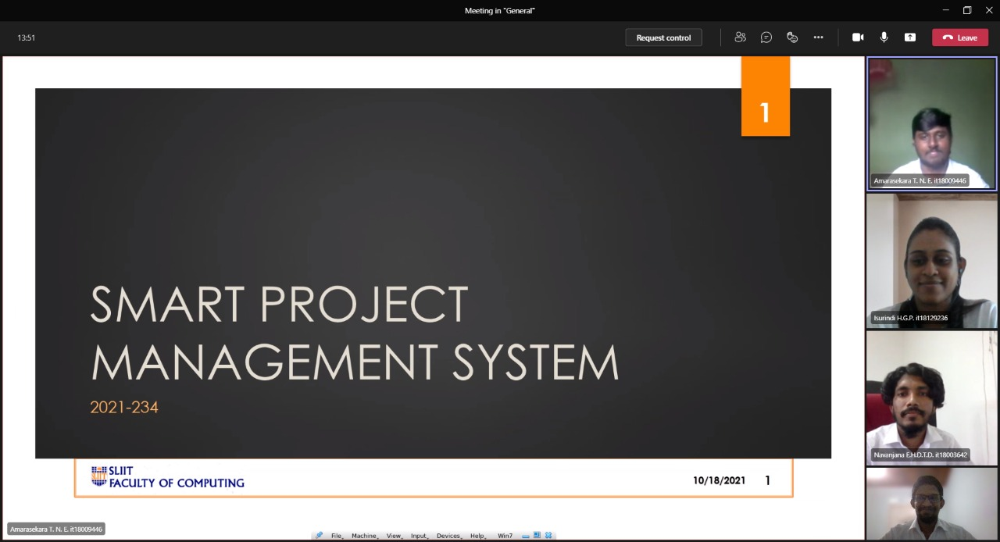 Meeting in "General"
13:51
Request control
Leave
1
SMART PROJECT
MANAGEMENT SYSTEM
2021-234
SLIIT
FACULTY OF COMPUTING
10/18/2021 1
Amarasekara T. N. E. it18009446
Isurindi H.G.P. it18129236
Navanjana E.H.D.T.D. it18003642
Amarasekara T. N. E. it18009446
File Machine View Input Devices Help Win7